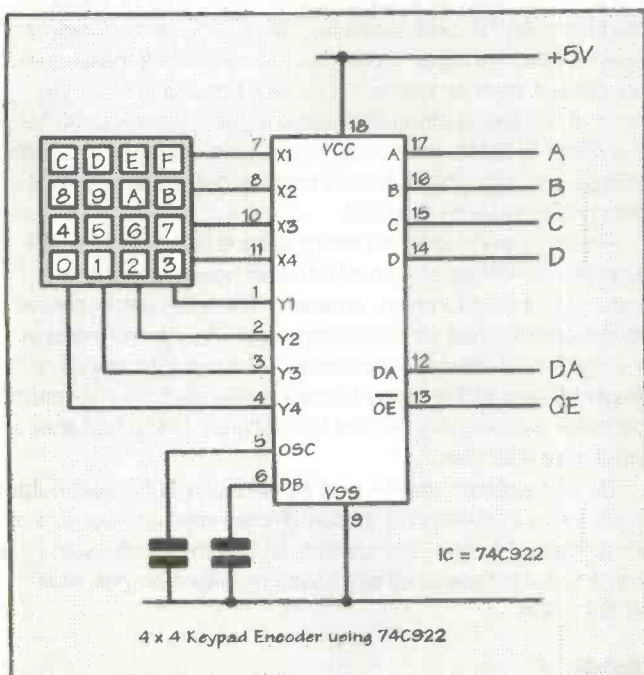 +5V
18
VCC
7 X1 A 17 A
8 X2 B 16 B
10 X3 C 15 C
11 X4 D 14 D
1 Y1
2 Y2
3 Y3 DA 12 DA
4 Y4 OE 13 OE
5 OSC
6 DB
VSS
9
C D E F
8 9 A B
4 5 6 7
0 1 2 3
IC = 74C922
4 x 4 Keypad Encoder using 74C922